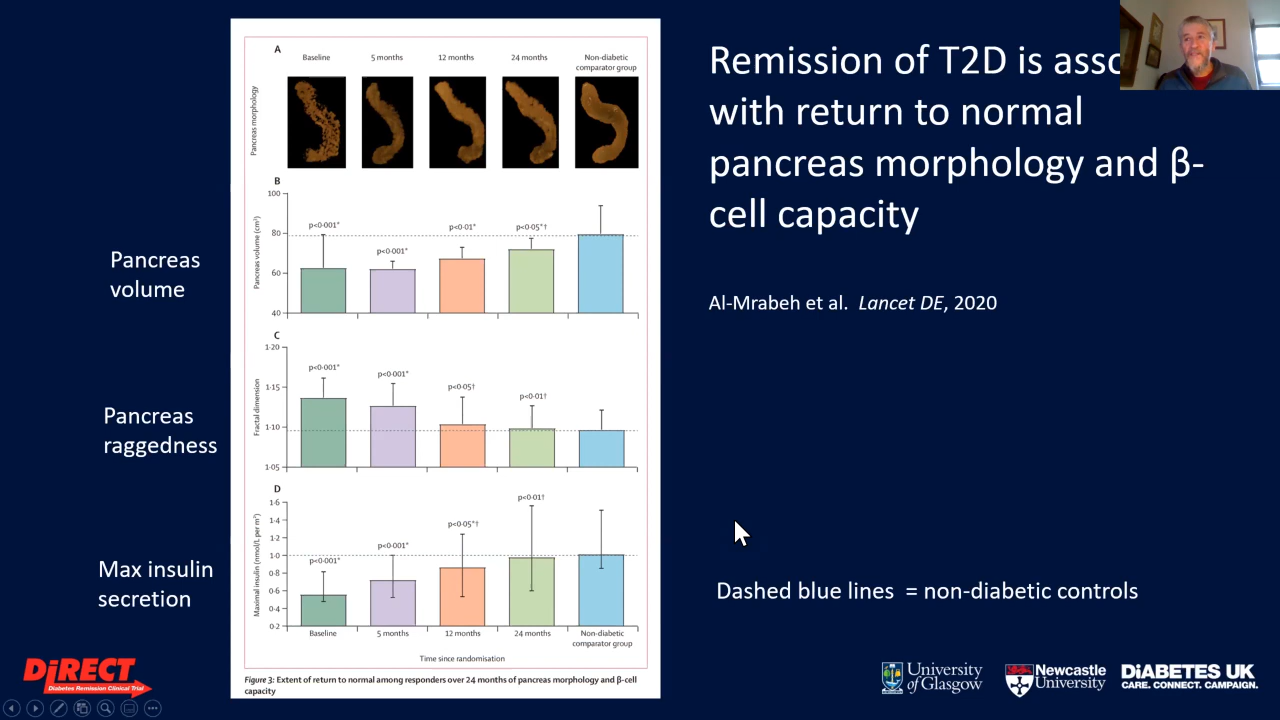 A
Baseline
5 months
12 months
24 months
Non-diabetic
comparator group
Pancreas morphology
B
100
80
60
40
Pancreas volume (cm³)
p<0·001*
p<0·001*
p<0·01*
p<0·05*†
C
1·20
1·15
1·10
1·05
Fractal dimension
p<0·001*
p<0·001*
p<0·05†
p<0·01†
D
1·6
1·4
1·2
1·0
0·8
0·6
0·4
0·2
Maximal insulin (nmol/L per m²)
p<0·001*
p<0·001*
p<0·05*†
p<0·01†
Baseline
5 months
12 months
24 months
Non-diabetic
comparator group
Time since randomisation
Figure 3: Extent of return to normal among responders over 24 months of pancreas morphology and β-cell
capacity
Pancreas
volume
Pancreas
raggedness
Max insulin
secretion
Remission of T2D is asso
with return to normal
pancreas morphology and β-
cell capacity
Al-Mrabeh et al. Lancet DE, 2020
Dashed blue lines = non-diabetic controls
DiRECT
Diabetes Remission Clinical Trial
University
of Glasgow
Newcastle
University
DiABETES UK
CARE. CONNECT. CAMPAIGN.